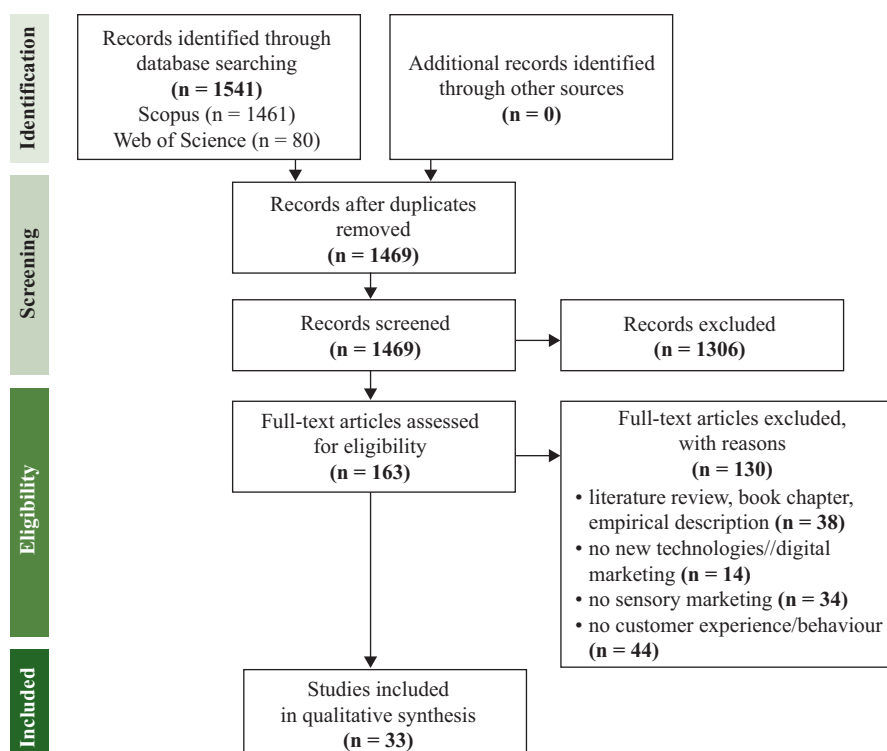 Identification
Records identified through
database searching
(n = 1541)
Scopus (n = 1461)
Web of Science (n = 80)
Additional records identified
through other sources
(n = 0)
Screening
Records after duplicates
removed
(n = 1469)
Records screened
(n = 1469)
Records excluded
(n = 1306)
Eligibility
Full-text articles assessed
for eligibility
(n = 163)
Full-text articles excluded,
with reasons
(n = 130)
• literature review, book chapter,
empirical description (n = 38)
• no new technologies//digital
marketing (n = 14)
• no sensory marketing (n = 34)
• no customer experience/behaviour
(n = 44)
Included
Studies included
in qualitative synthesis
(n = 33)